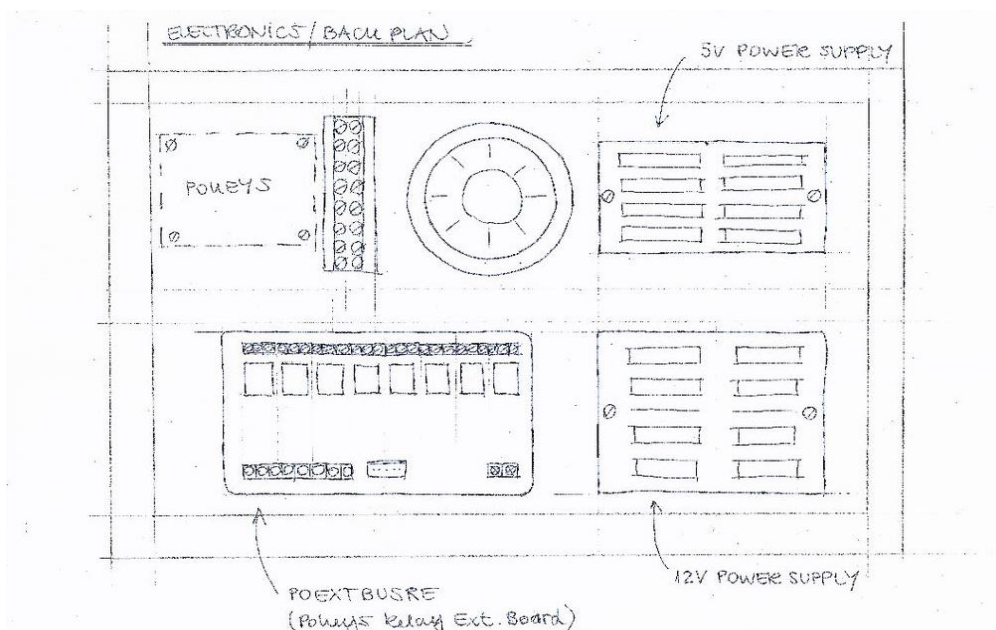 ELECTRONICS/BACK PLAN
5V POWER SUPPLY
POKEYS
POEXTBUSRE
(Pokeys Relay Ext. Board)
12V POWER SUPPLY